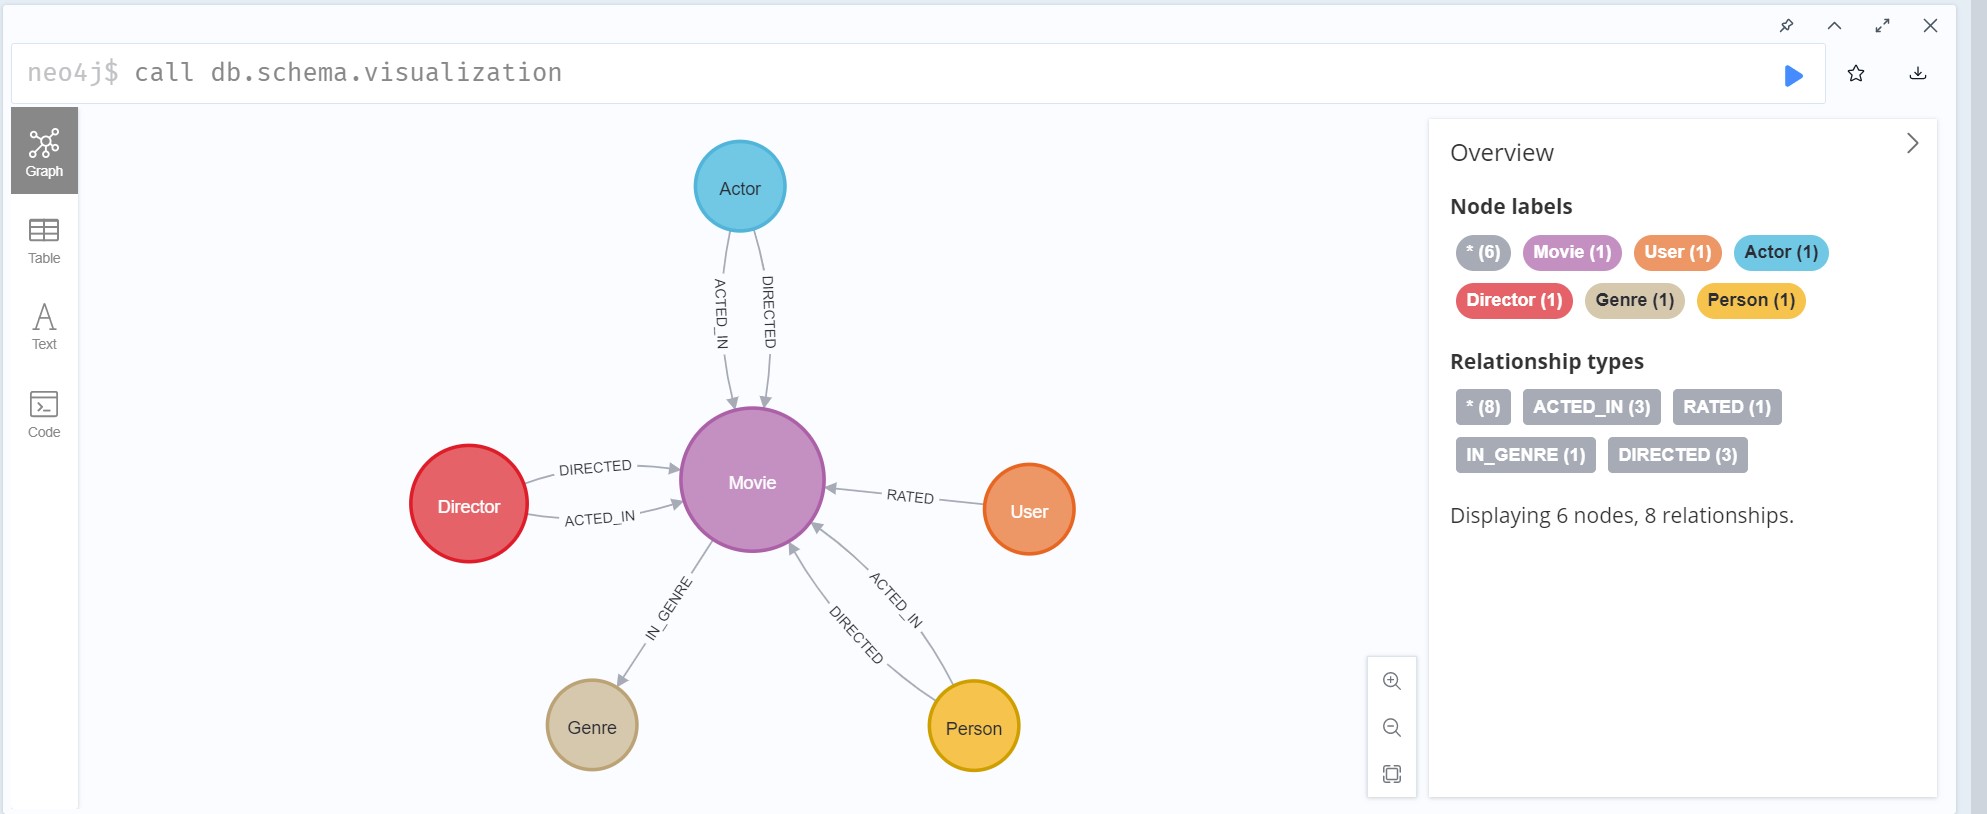 neo4j$ call db.schema.visualization
Graph
Table
Text
Code
Actor
ACTED_IN
DIRECTED
Movie
Director
DIRECTED
ACTED_IN
RATED
User
IN_GENRE
ACTED_IN
DIRECTED
Genre
Person
Overview
Node labels
* (6) Movie (1) User (1) Actor (1)
Director (1) Genre (1) Person (1)
Relationship types
* (8) ACTED_IN (3) RATED (1)
IN_GENRE (1) DIRECTED (3)
Displaying 6 nodes, 8 relationships.